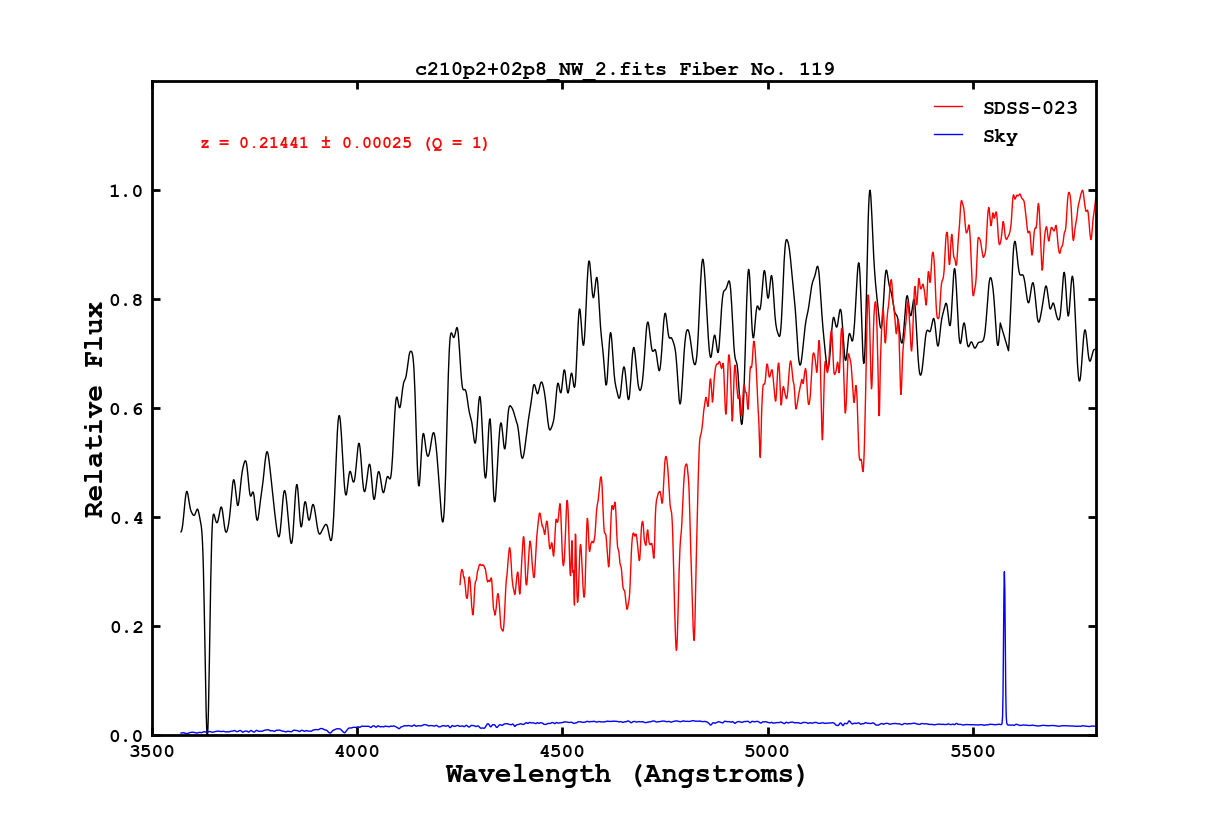 c210p2+02p8_NW_2.fits Fiber No. 119
SDSS-023
Sky
z = 0.21441 ± 0.00025 (Q = 1)
1.0
0.8
0.6
0.4
0.2
0.0
Relative Flux
3500 4000 4500 5000 5500
Wavelength (Angstroms)